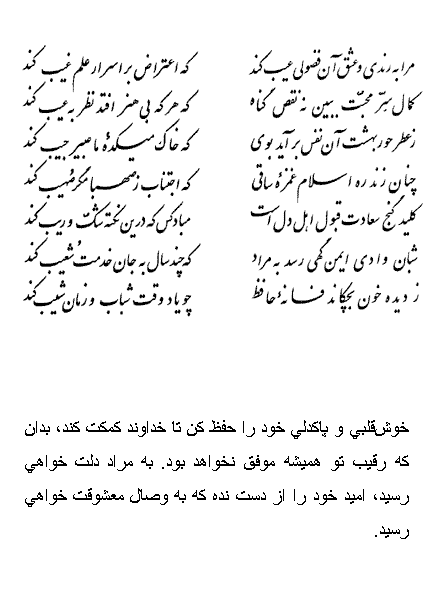 مرا به رندی و عشق آن فضولی عیب کند که اعتراض بر اسرار علم غیب کند
کمال سر محبّت ببین نه نقص گناه که هر که بی هنر افتد نظر به عیب کند
ز عطر حور بهشت آن نفس برآید بوی که خاک میکدهٔ ما عبیر جیب کند
چنان زند ره اسلام غمزهٔ ساقی که اجتناب ز صهبا مگر صُهیب کند
کلید گنج سعادت قبول اهل دل است مباد کس که درین نکته شک و ریب کند
شبان وادی ایمن گهی رسد به مراد که چند سال به جان خدمت شُعیب کند
ز دیده خون بچکاند فسانهٔ حافظ چو یاد وقت شباب و زمان شیب کند
خوش‌قلبي و پاكدلي خود را حفظ كن تا خداوند كمكت كند، بدان
كه رقيب تو هميشه موفق نخواهد بود. به مراد دلت خواهي
رسيد، اميد خود را از دست نده كه به وصال معشوقت خواهي
رسيد.